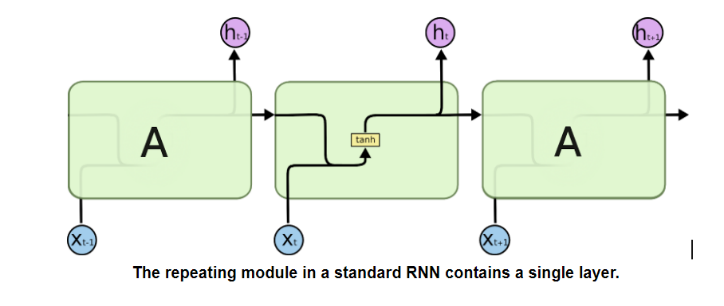 hₜ₋₁ hₜ hₜ₊₁
A tanh A
Xₜ₋₁ Xₜ Xₜ₊₁
The repeating module in a standard RNN contains a single layer.